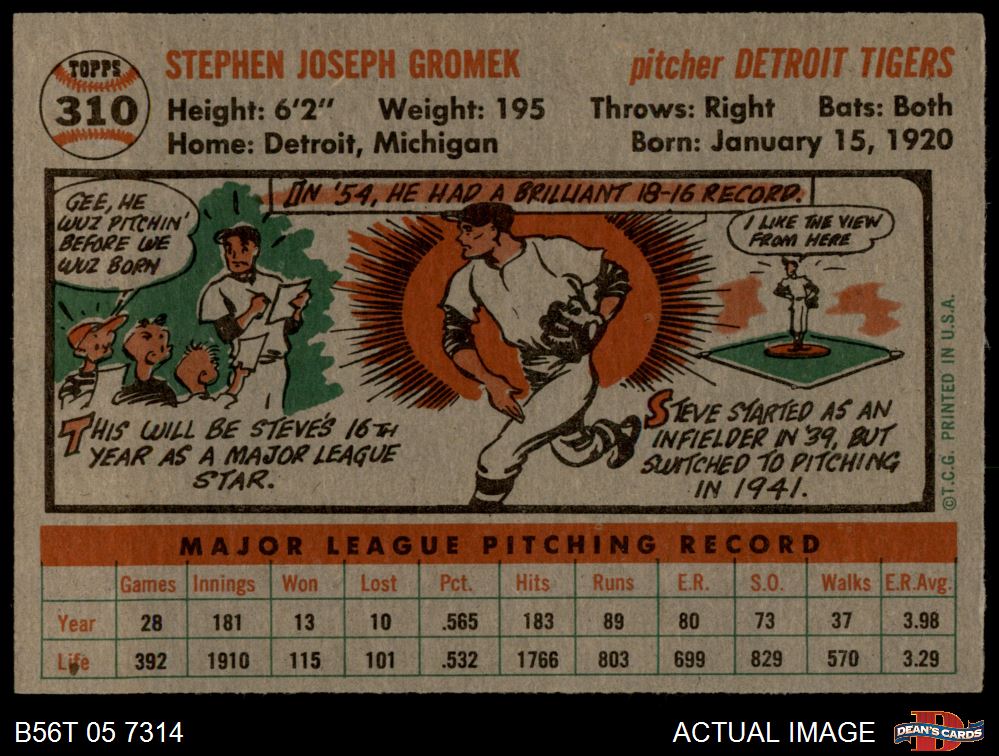 TOPPS
310
STEPHEN JOSEPH GROMEK pitcher DETROIT TIGERS
Height: 6'2" Weight: 195 Throws: Right Bats: Both
Home: Detroit, Michigan Born: January 15, 1920
IN '54, HE HAD A BRILLIANT 18-16 RECORD.
GEE, HE
WUZ PITCHIN'
BEFORE WE
WUZ BORN
I LIKE THE VIEW
FROM HERE
THIS WILL BE STEVE'S 16TH
YEAR AS A MAJOR LEAGUE
STAR.
STEVE STARTED AS AN
INFIELDER IN '39, BUT
SWITCHED TO PITCHING
IN 1941.
©T.C.G. PRINTED IN U.S.A.
MAJOR LEAGUE PITCHING RECORD
Games Innings Won Lost Pct. Hits Runs E.R. S.O. Walks E.R.Avg.
Year 28 181 13 10 .565 183 89 80 73 37 3.98
Life 392 1910 115 101 .532 1766 803 699 829 570 3.29
B56T 05 7314 ACTUAL IMAGE
DEAN'S CARDS